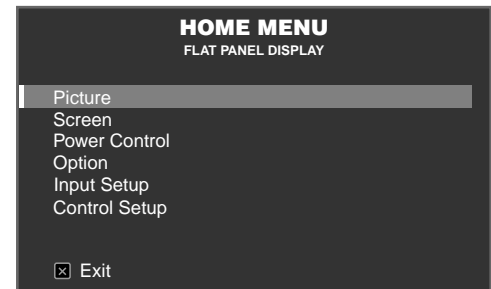 HOME MENU
FLAT PANEL DISPLAY
Picture
Screen
Power Control
Option
Input Setup
Control Setup
Exit